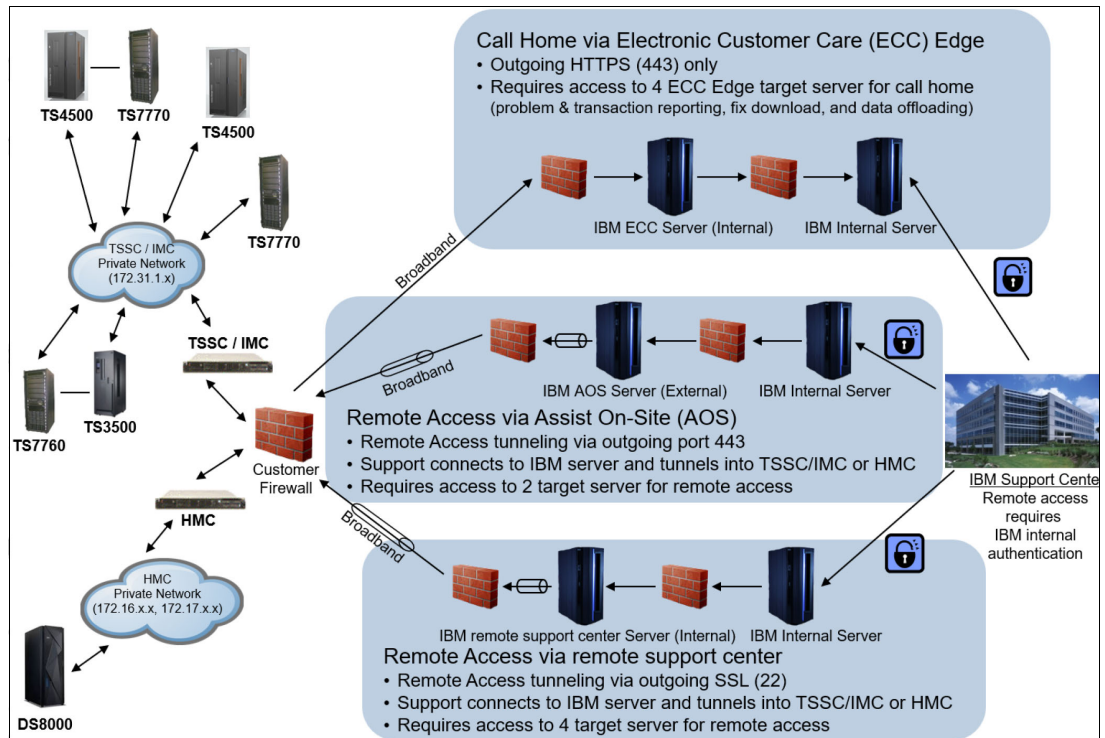 TS4500
TS7770
TS4500
TS7770
TSSC / IMC
Private Network
(172.31.1.x)
TSSC / IMC
TS7760
TS3500
Customer
Firewall
HMC
HMC
Private Network
(172.16.x.x, 172.17.x.x)
DS8000
Call Home via Electronic Customer Care (ECC) Edge
• Outgoing HTTPS (443) only
• Requires access to 4 ECC Edge target server for call home
(problem & transaction reporting, fix download, and data offloading)
IBM ECC Server (Internal)
IBM Internal Server
Broadband
Broadband
IBM AOS Server (External)
IBM Internal Server
Remote Access via Assist On-Site (AOS)
• Remote Access tunneling via outgoing port 443
• Support connects to IBM server and tunnels into TSSC/IMC or HMC
• Requires access to 2 target server for remote access
Broadband
IBM remote support center Server (Internal)
IBM Internal Server
Remote Access via remote support center
• Remote Access tunneling via outgoing SSL (22)
• Support connects to IBM server and tunnels into TSSC/IMC or HMC
• Requires access to 4 target server for remote access
IBM Support Cente
Remote access
requires
IBM internal
authentication